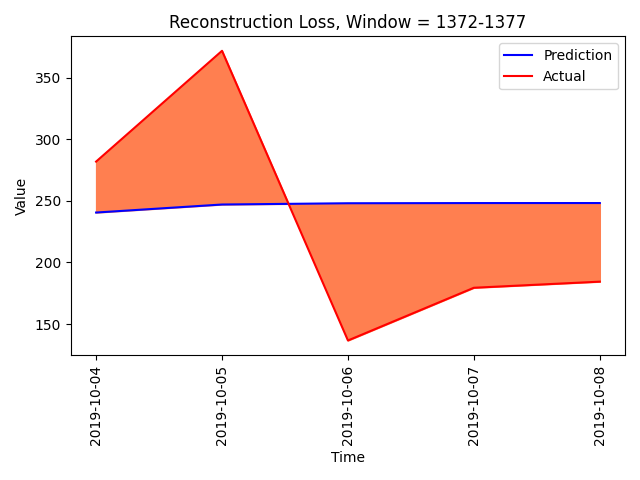 Reconstruction Loss, Window = 1372-1377
Prediction
Actual
Value
350
300
250
200
150
2019-10-04
2019-10-05
2019-10-06
2019-10-07
2019-10-08
Time